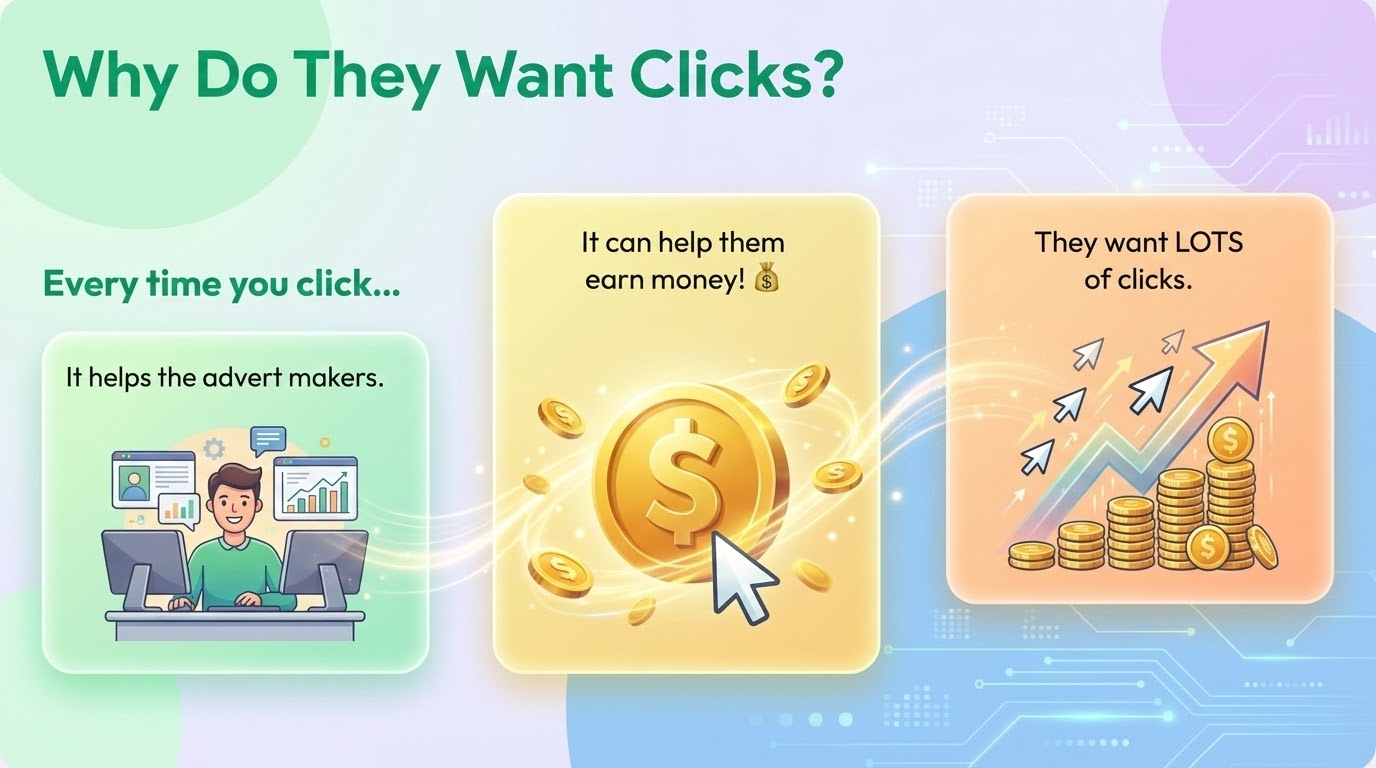 Why Do They Want Clicks?
Every time you click...
It helps the advert makers.
It can help them
earn money! 💰
They want LOTS
of clicks.